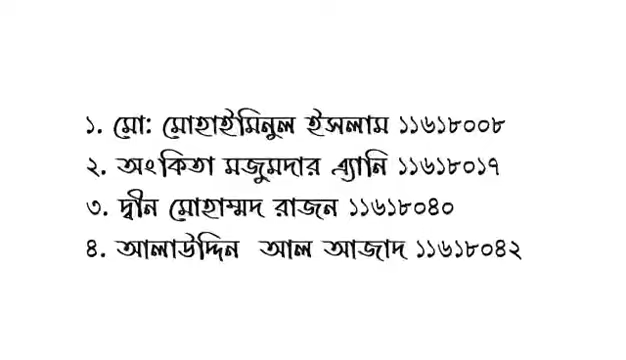 ১. মো: মোহাইমিনুল ইসলাম ১১৬১৮০০৮
২. অংকিতা মজুমদার এ্যানি ১১৬১৮০১৭
৩. দ্বীন মোহাম্মদ রাজন ১১৬১৮০৪০
৪. আলাউদ্দিন আল আজাদ ১১৬১৮০৪২